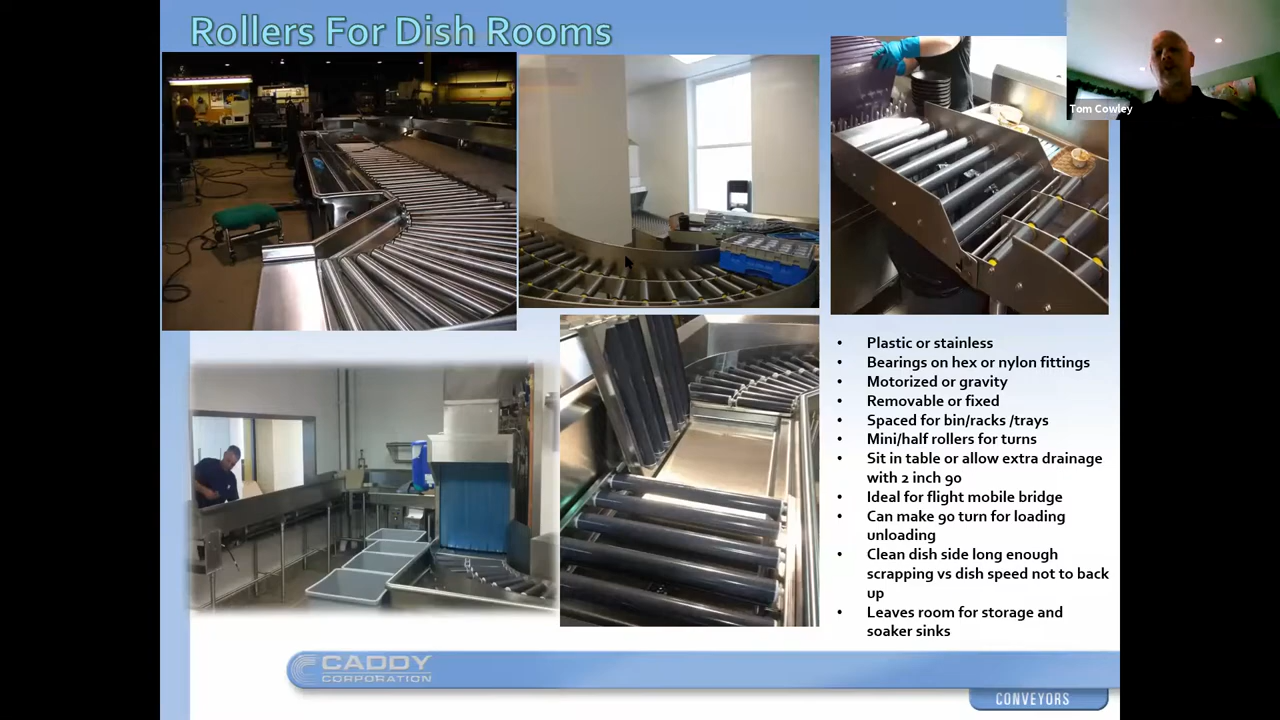 Rollers For Dish Rooms
Tom Cowley
• Plastic or stainless
• Bearings on hex or nylon fittings
• Motorized or gravity
• Removable or fixed
• Spaced for bin/racks /trays
• Mini/half rollers for turns
• Sit in table or allow extra drainage
with 2 inch 90
• Ideal for flight mobile bridge
• Can make 90 turn for loading
unloading
• Clean dish side long enough
scrapping vs dish speed not to back
up
• Leaves room for storage and
soaker sinks
CADDY
CORPORATION
CONVEYORS